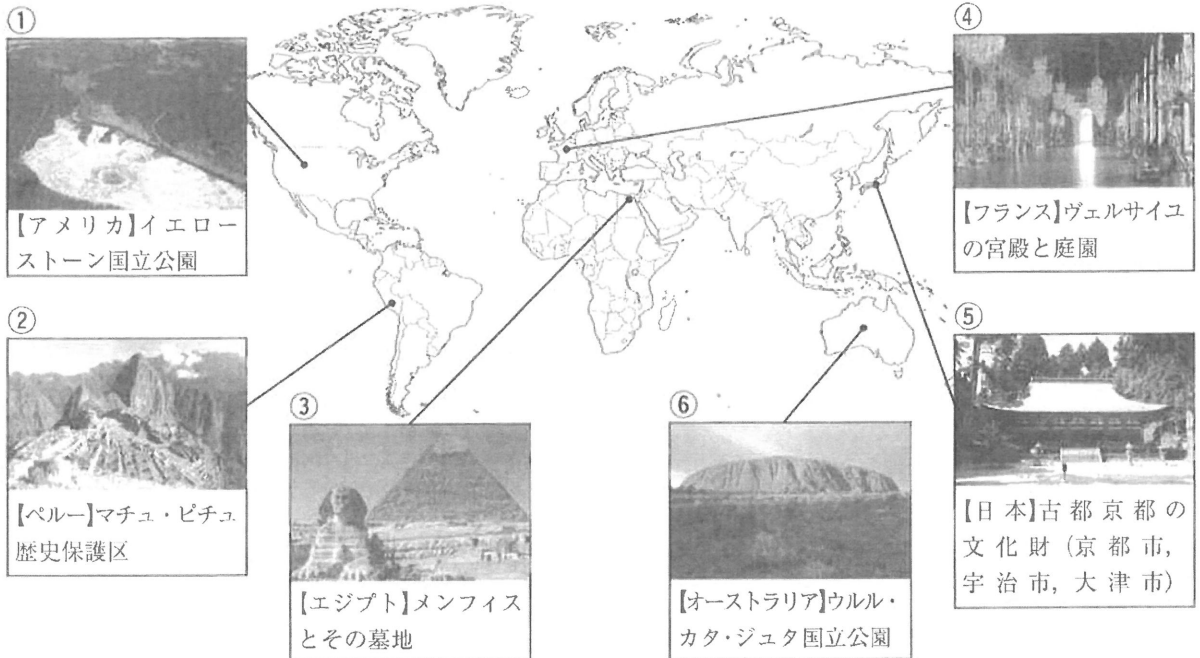 ①
【アメリカ】イエロー
ストーン国立公園
②
【ペルー】マチュ・ピチュ
歴史保護区
③
【エジプト】メンフィス
とその墓地
④
【フランス】ヴェルサイユ
の宮殿と庭園
⑤
【日本】古都京都の
文化財(京都市,
宇治市,大津市)
⑥
【オーストラリア】ウルル・
カタ・ジュタ国立公園